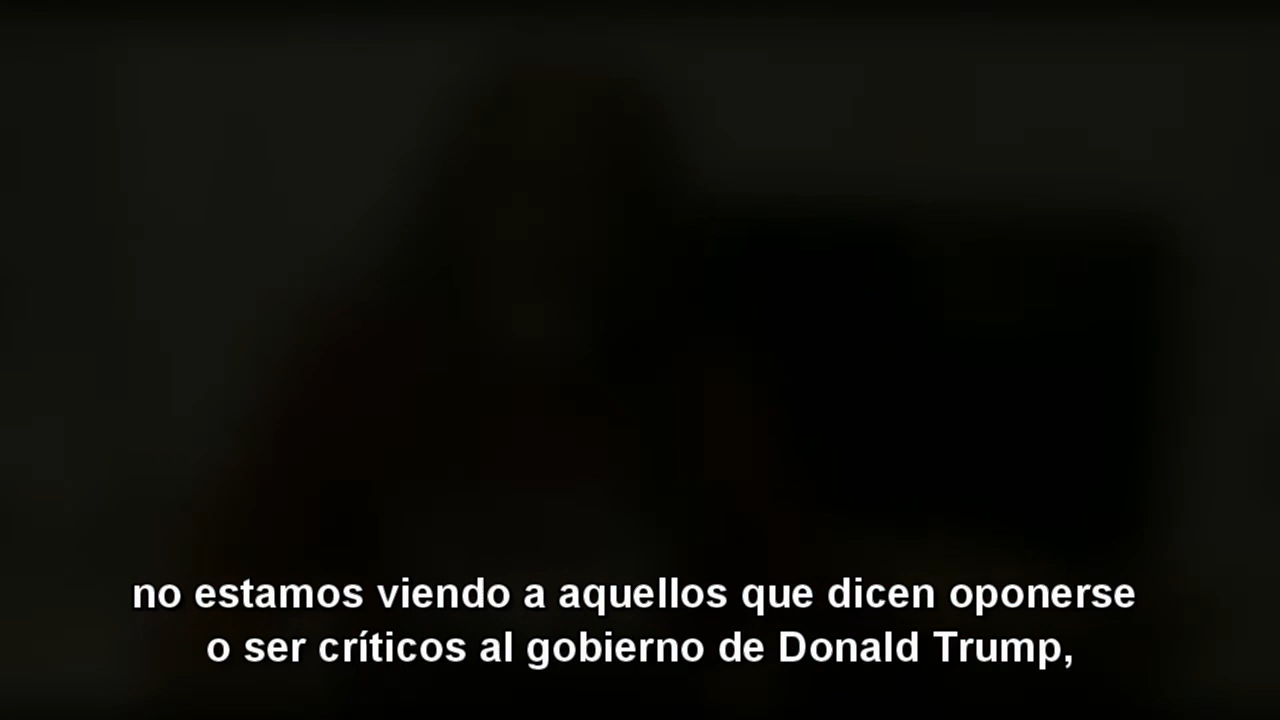 no estamos viendo a aquellos que dicen oponerse
o ser críticos al gobierno de Donald Trump,